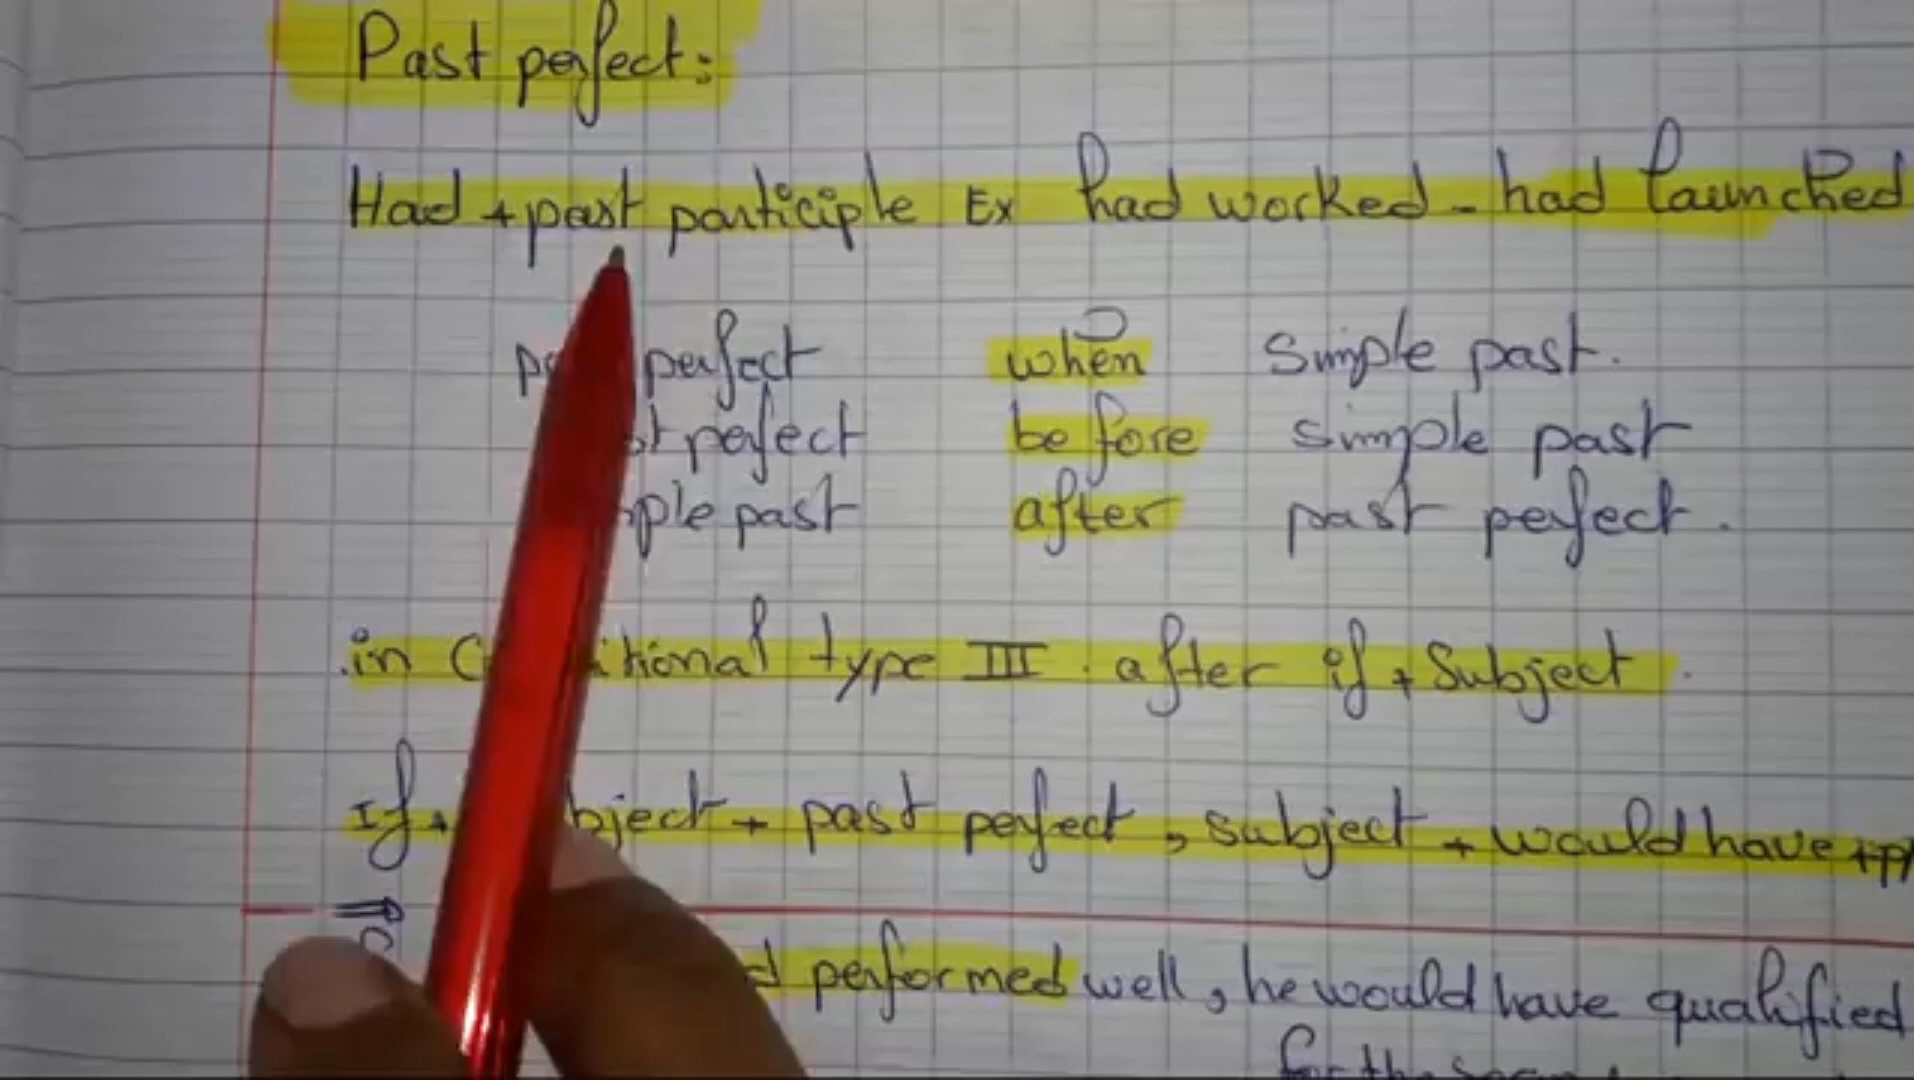 Past perfect:
Had + past participle Ex had worked - had launched
perfect when simple past.
perfect before simple past
past after past perfect.
.in type III . after if + Subject .
If + + past perfect, subject + would have +
performed well, he would have qualified
for the